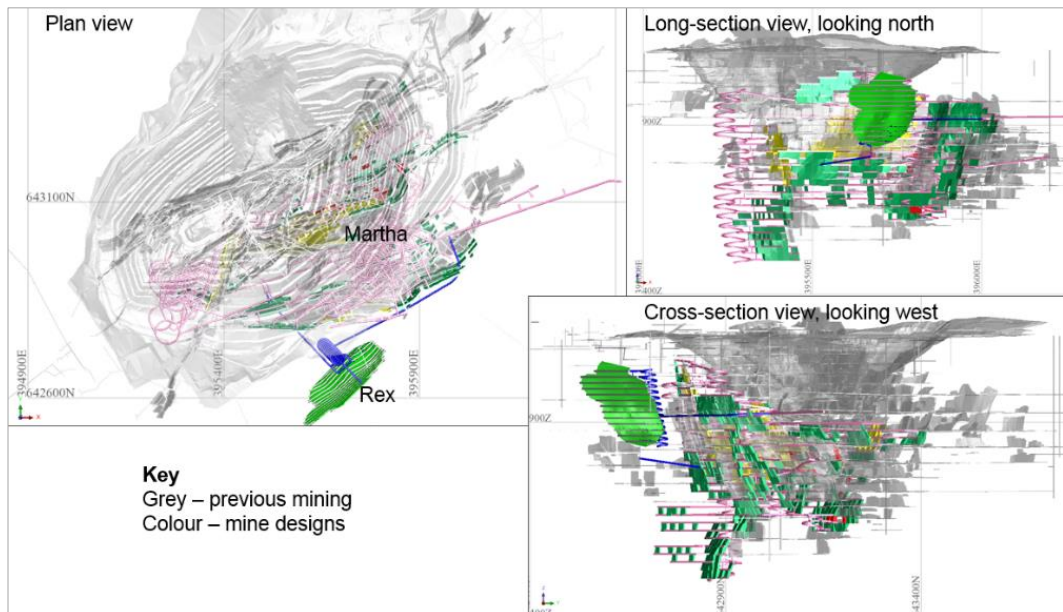 Plan view
643100N
Martha
Rex
642600N
394900E
395400E
395900E
Key
Grey – previous mining
Colour – mine designs
Long-section view, looking north
900Z
395500E
396000E
400Z
Cross-section view, looking west
900Z
42900N
43400N